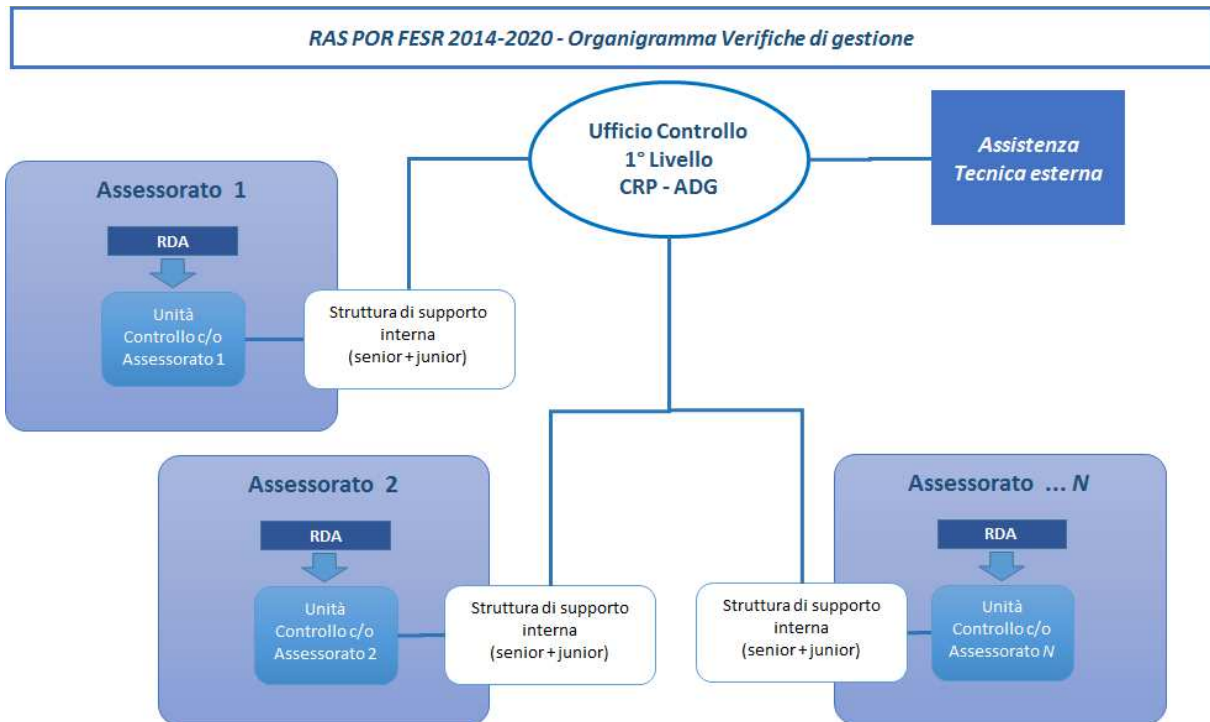 RAS POR FESR 2014-2020 - Organigramma Verifiche di gestione
Ufficio Controllo
1° Livello
CRP - ADG
Assistenza
Tecnica esterna
Assessorato 1
RDA
Unità
Controllo c/o
Assessorato 1
Struttura di supporto
interna
(senior + junior)
Assessorato 2
RDA
Unità
Controllo c/o
Assessorato 2
Struttura di supporto
interna
(senior + junior)
Assessorato ... N
RDA
Struttura di supporto
interna
(senior + junior)
Unità
Controllo c/o
Assessorato N